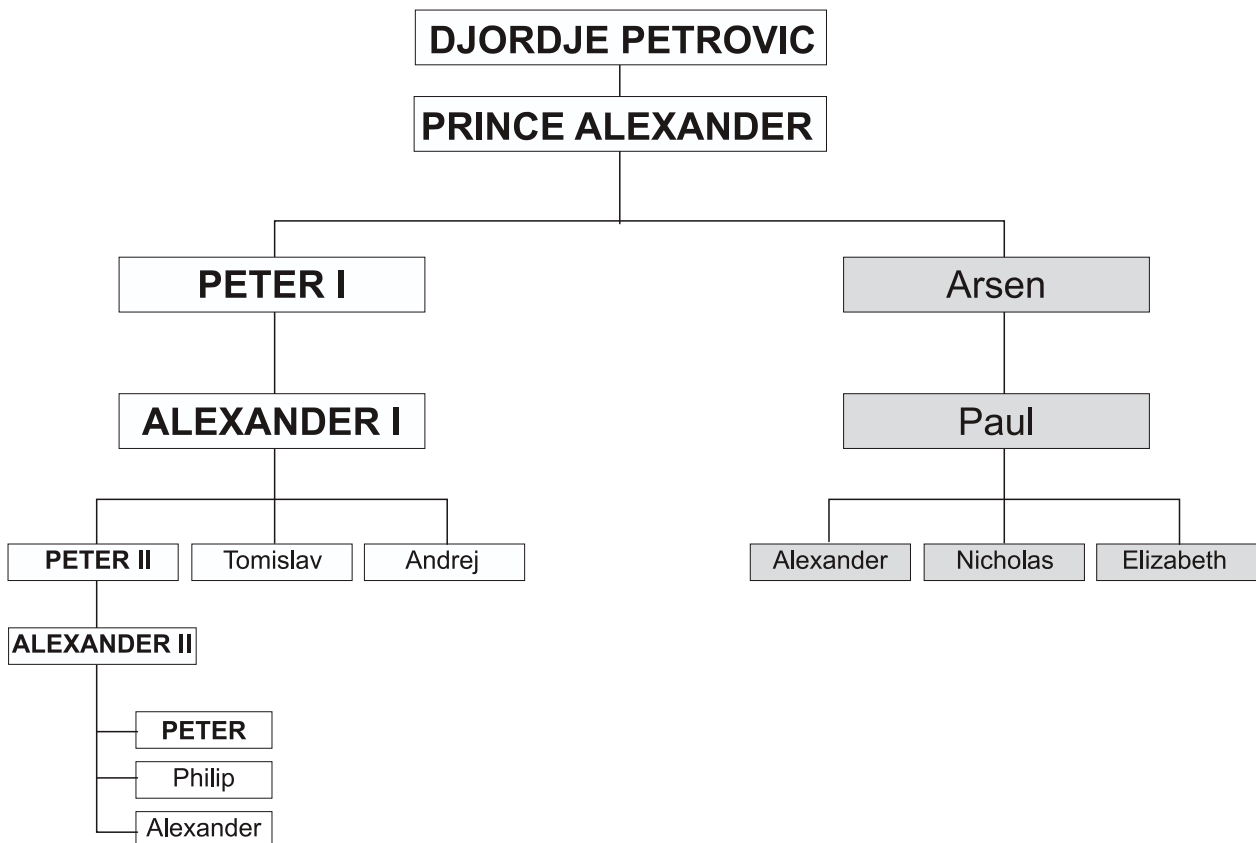 DJORDJE PETROVIC
PRINCE ALEXANDER
PETER I
Arsen
ALEXANDER I
Paul
PETER II
Tomislav
Andrej
Alexander
Nicholas
Elizabeth
ALEXANDER II
PETER
Philip
Alexander